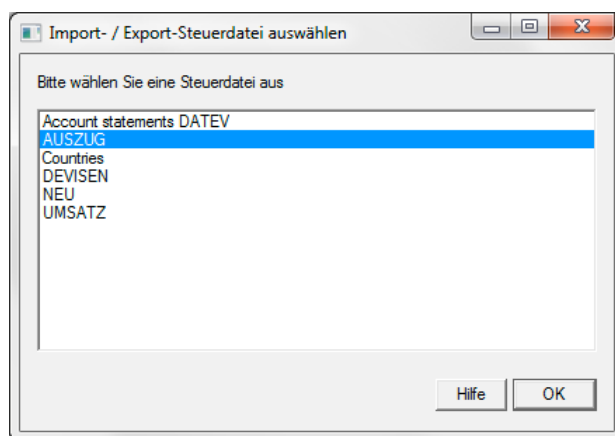 Import- / Export-Steuerdatei auswählen
Bitte wählen Sie eine Steuerdatei aus
Account statements DATEV
AUSZUG
Countries
DEVISEN
NEU
UMSATZ
Hilfe OK